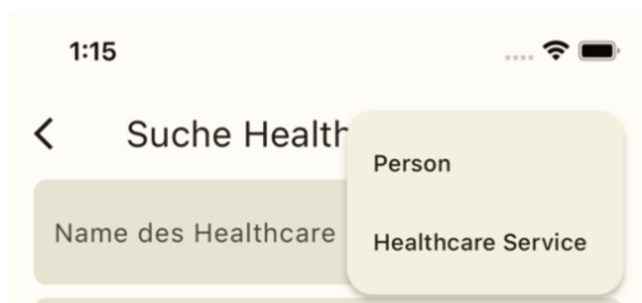 1:15
Suche Health
Person
Name des Healthcare
Healthcare Service